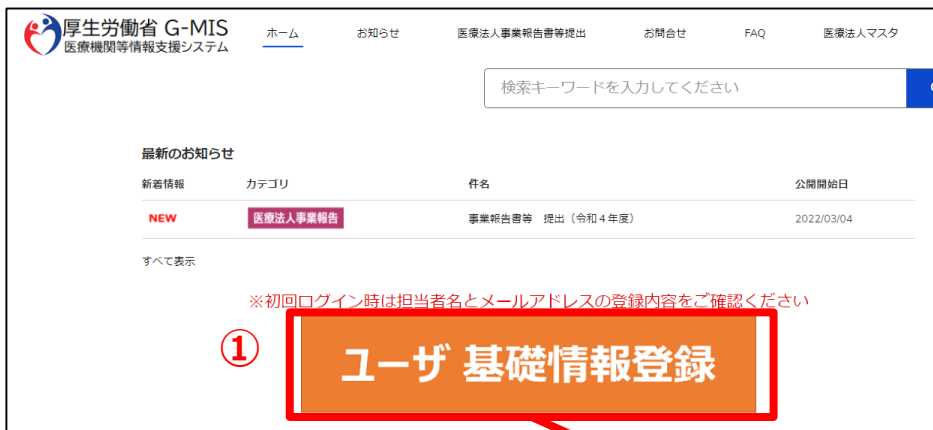 厚生労働省 G-MIS
医療機関等情報支援システム
ホーム お知らせ 医療法人事業報告書等提出 お問合せ FAQ 医療法人マスタ
検索キーワードを入力してください
最新のお知らせ
新着情報 カテゴリ 件名 公開開始日
NEW 医療法人事業報告 事業報告書等 提出（令和４年度） 2022/03/04
すべて表示
※初回ログイン時は担当者名とメールアドレスの登録内容をご確認ください
①
ユーザ 基礎情報登録